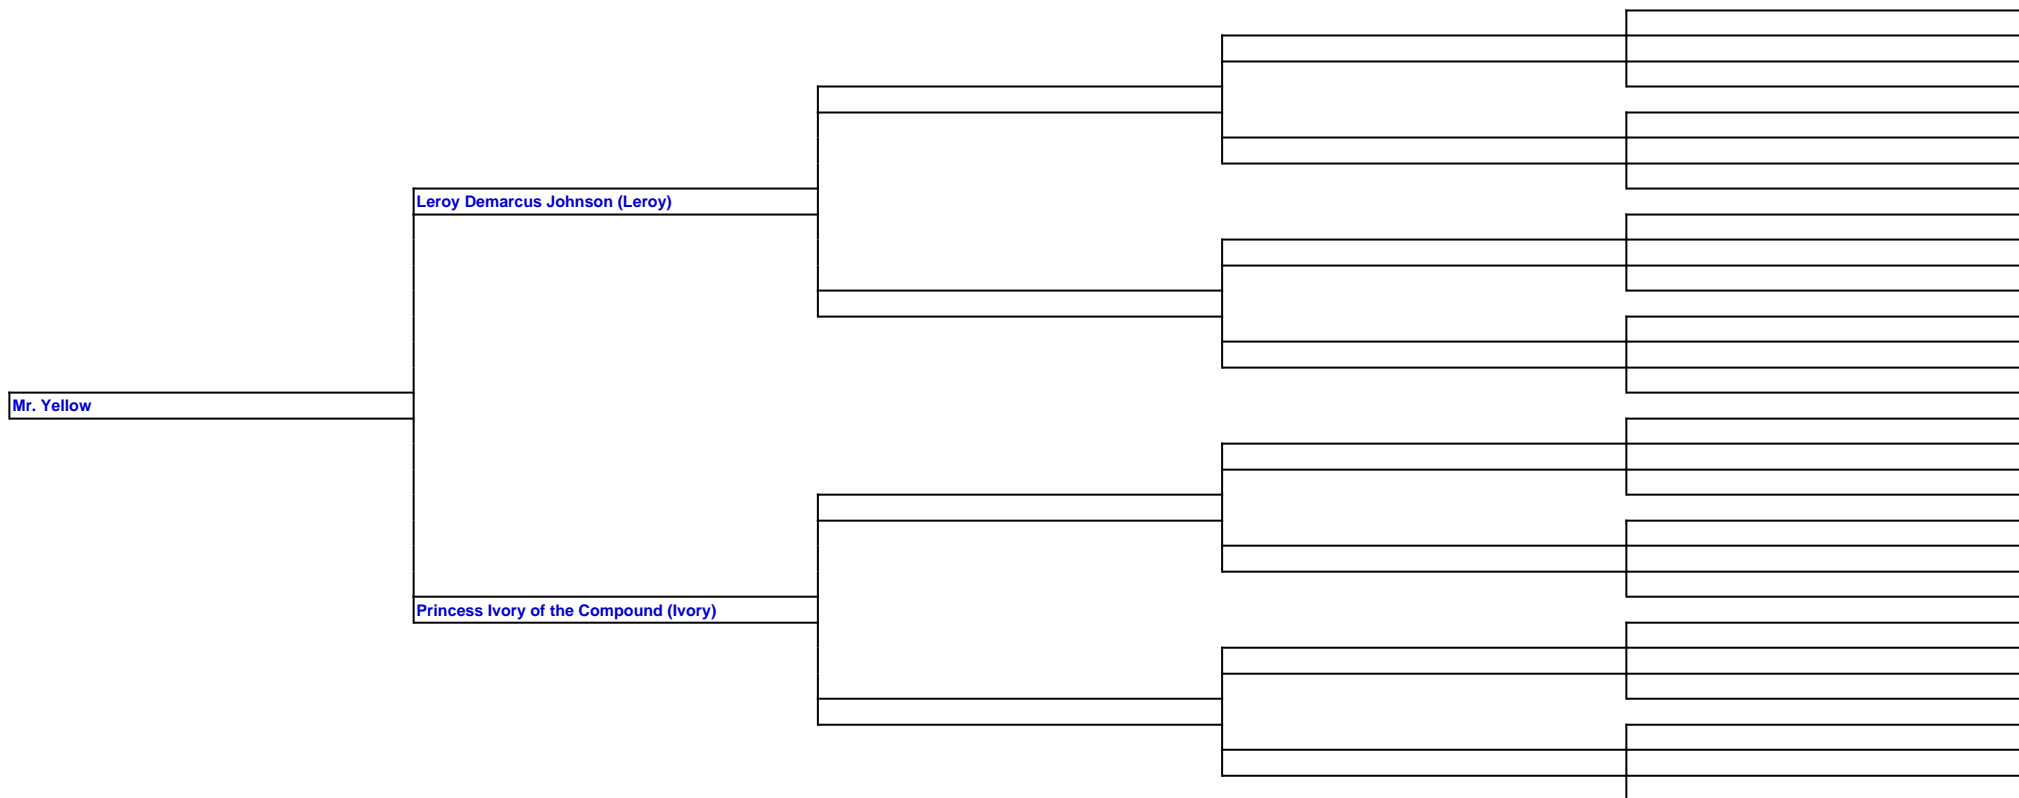 Leroy Demarcus Johnson (Leroy)
Mr. Yellow
Princess Ivory of the Compound (Ivory)